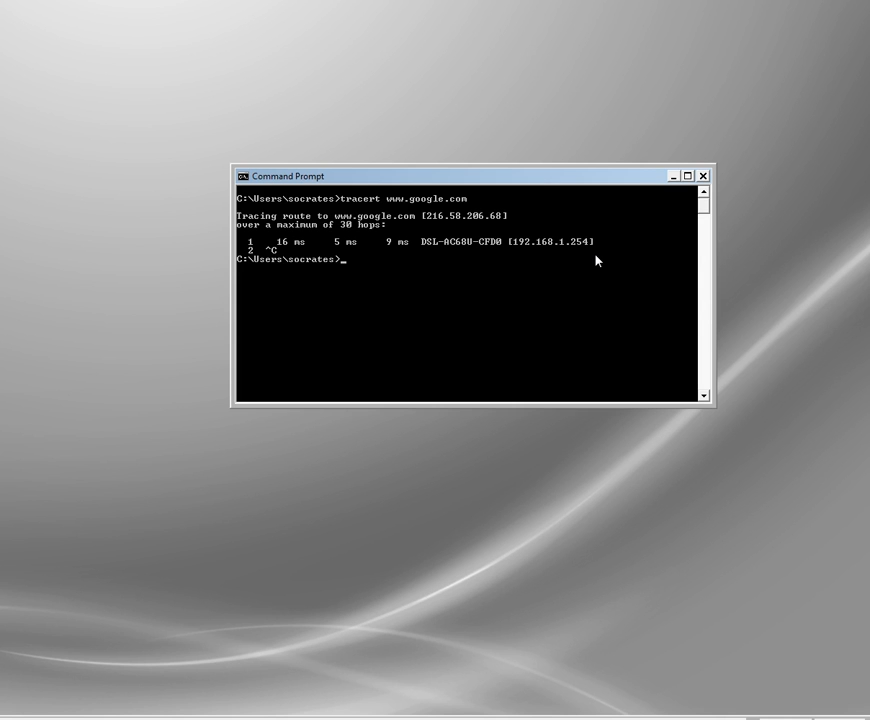 Command Prompt
C:\Users\socrates>tracert www.google.com
Tracing route to www.google.com [216.58.206.68]
over a maximum of 30 hops:
1 16 ms 5 ms 9 ms DSL-AC68U-CFD0 [192.168.1.254]
2 ^C
C:\Users\socrates>_